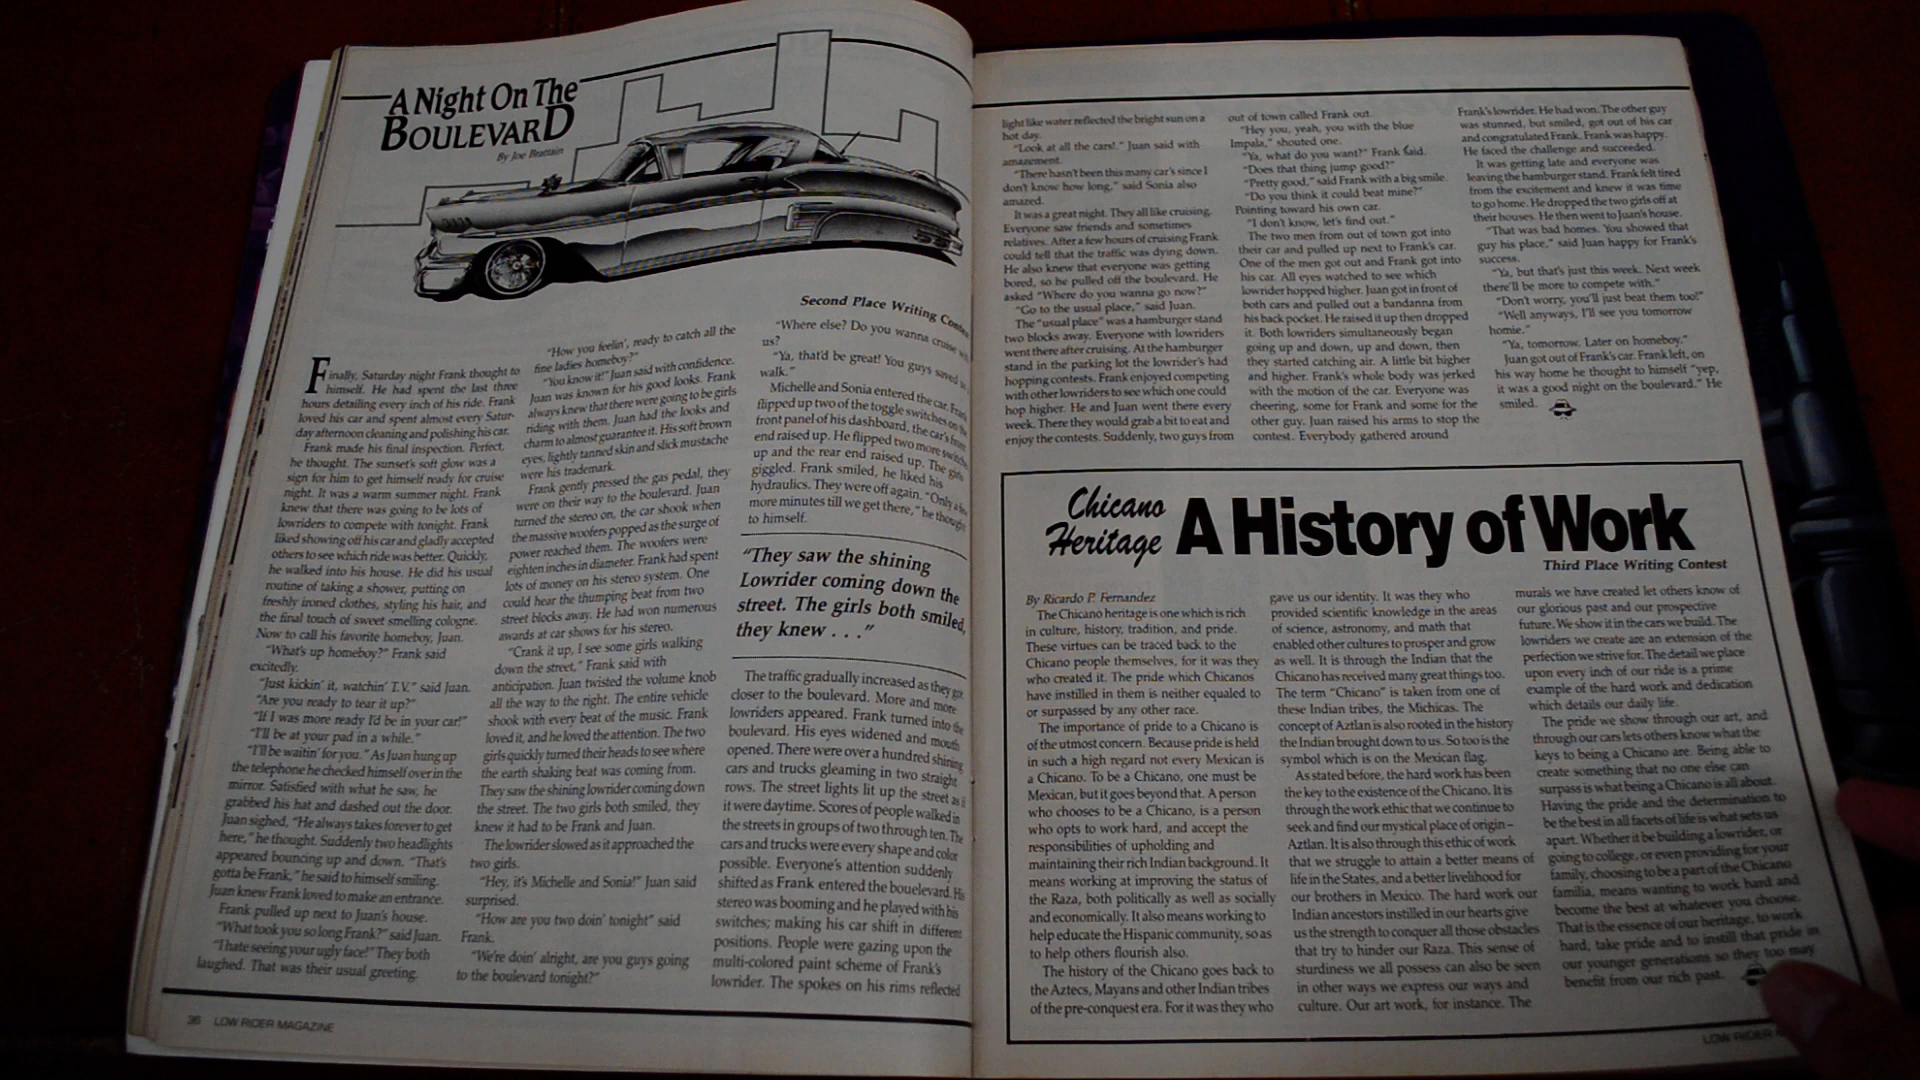 A Night On The
BOULEVARD
By Joe Brattain
Second Place Writing
Finally, Saturday night Frank thought to
himself. He had spent the last three
hours detailing every inch of his ride. Frank
loved his car and spent almost every Satur-
day afternoon cleaning and polishing his car.
Frank made his final inspection. Perfect,
he thought. The sunset's soft glow was a
sign for him to get himself ready for cruise
night. It was a warm summer night. Frank
knew that there was going to be lots of
lowriders to compete with tonight. Frank
liked showing off his car and gladly accepted
others to see which ride was better. Quickly,
he walked into his house. He did his usual
routine of taking a shower, putting on
freshly ironed clothes, styling his hair, and
the final touch of sweet smelling cologne.
Now to call his favorite homeboy, Juan.
"What's up homeboy?" Frank said
excitedly.
"Just kickin' it, watchin' T.V." said Juan.
"Are you ready to tear it up?"
"If I was more ready I'd be in your car!"
"I'll be at your pad in a while."
"I'll be waitin' for you." As Juan hung up
the telephone he checked himself over in the
mirror. Satisfied with what he saw, he
grabbed his hat and dashed out the door.
Juan sighed, "He always takes forever to get
here," he thought. Suddenly two headlights
appeared bouncing up and down. "That's
gotta be Frank," he said to himself smiling.
Juan knew Frank loved to make an entrance.
Frank pulled up next to Juan's house.
"What took you so long Frank?" said Juan.
"I hate seeing your ugly face!" They both
laughed. That was their usual greeting.
"How you feelin', ready to catch all the
fine ladies homeboy?"
"You know it!" Juan said with confidence.
Juan was known for his good looks. Frank
always knew that there were going to be girls
riding with them. Juan had the looks and
charm to almost guarantee it. His soft brown
eyes, lightly tanned skin and slick mustache
were his trademark.
Frank gently pressed the gas pedal, they
were on their way to the boulevard. Juan
turned the stereo on, the car shook when
the massive woofers popped as the surge of
power reached them. The woofers were
eighteen inches in diameter. Frank had spent
lots of money on his stereo system. One
could hear the thumping beat from two
street blocks away. He had won numerous
awards at car shows for his stereo.
"Crank it up, I see some girls walking
down the street," Frank said with
anticipation. Juan twisted the volume knob
all the way to the right. The entire vehicle
shook with every beat of the music. Frank
loved it, and he loved the attention. The two
girls quickly turned their heads to see where
the earth shaking beat was coming from.
They saw the shining lowrider coming down
the street. The two girls both smiled, they
knew it had to be Frank and Juan.
The lowrider slowed as it approached the
two girls.
"Hey, it's Michelle and Sonia!" Juan said
surprised.
"How are you two doin' tonight" said
Frank.
"We're doin' alright, are you guys going
to the boulevard tonight?"
"Where else? Do you wanna cruise
us?
"Ya, that'd be great! You guys saved
walk."
Michelle and Sonia entered the car. Frank
flipped up two of the toggle switches on the
front panel of his dashboard, the car's front
end raised up. He flipped two more switches
up and the rear end raised up. The girls
giggled. Frank smiled, he liked his
hydraulics. They were off again. "Only a few
more minutes till we get there," he thought
to himself.
"They saw the shining
Lowrider coming down the
street. The girls both smiled,
they knew . . ."
The traffic gradually increased as they got
closer to the boulevard. More and more
lowriders appeared. Frank turned into the
boulevard. His eyes widened and mouth
opened. There were over a hundred shining
cars and trucks gleaming in two straight
rows. The street lights lit up the street as if
it were daytime. Scores of people walked in
the streets in groups of two through ten. The
cars and trucks were every shape and color
possible. Everyone's attention suddenly
shifted as Frank entered the bouelevard. His
stereo was booming and he played with his
switches; making his car shift in different
positions. People were gazing upon the
multi-colored paint scheme of Frank's
lowrider. The spokes on his rims reflected
36 LOW RIDER MAGAZINE
light like water reflected the bright sun on a
hot day.
"Look at all the cars!." Juan said with
amazement.
"There hasn't been this many car's since I
don't know how long," said Sonia also
amazed.
It was a great night. They all like cruising.
Everyone saw friends and sometimes
relatives. After a few hours of cruising Frank
could tell that the traffic was dying down.
He also knew that everyone was getting
bored, so he pulled off the boulevard. He
asked "Where do you wanna go now?"
"Go to the usual place," said Juan.
The "usual place" was a hamburger stand
two blocks away. Everyone with lowriders
went there after cruising. At the hamburger
stand in the parking lot the lowrider's had
hopping contests. Frank enjoyed competing
with other lowriders to see which one could
hop higher. He and Juan went there every
week. There they would grab a bit to eat and
enjoy the contests. Suddenly, two guys from
out of town called Frank out.
"Hey you, yeah, you with the blue
Impala," shouted one.
"Ya, what do you want?" Frank said.
"Does that thing jump good?"
"Pretty good," said Frank with a big smile.
"Do you think it could beat mine?"
Pointing toward his own car.
"I don't know, let's find out."
The two men from out of town got into
their car and pulled up next to Frank's car.
One of the men got out and Frank got into
his car. All eyes watched to see which
lowrider hopped higher. Juan got in front of
both cars and pulled out a bandanna from
his back pocket. He raised it up then dropped
it. Both lowriders simultaneously began
going up and down, up and down, then
they started catching air. A little bit higher
and higher. Frank's whole body was jerked
with the motion of the car. Everyone was
cheering, some for Frank and some for the
other guy. Juan raised his arms to stop the
contest. Everybody gathered around
Frank's lowrider. He had won. The other guy
was stunned, but smiled, got out of his car
and congratulated Frank. Frank was happy.
He faced the challenge and succeeded.
It was getting late and everyone was
leaving the hamburger stand. Frank felt tired
from the excitement and knew it was time
to go home. He dropped the two girls off at
their houses. He then went to Juan's house.
"That was bad homes. You showed that
guy his place," said Juan happy for Frank's
success.
"Ya, but that's just this week. Next week
there'll be more to compete with."
"Don't worry, you'll just beat them too!"
"Well anyways, I'll see you tomorrow
homie."
"Ya, tomorrow. Later on homeboy."
Juan got out of Frank's car. Frank left, on
his way home he thought to himself "yep,
it was a good night on the boulevard." He
smiled.
Chicano
Heritage
A History of Work
Third Place Writing Contest
By Ricardo P. Fernandez
The Chicano heritage is one which is rich
in culture, history, tradition, and pride.
These virtues can be traced back to the
Chicano people themselves, for it was they
who created it. The pride which Chicanos
have instilled in them is neither equaled to
or surpassed by any other race.
The importance of pride to a Chicano is
of the utmost concern. Because pride is held
in such a high regard not every Mexican is
a Chicano. To be a Chicano, one must be
Mexican, but it goes beyond that. A person
who chooses to be a Chicano, is a person
who opts to work hard, and accept the
responsibilities of upholding and
maintaining their rich Indian background. It
means working at improving the status of
the Raza, both politically as well as socially
and economically. It also means working to
help educate the Hispanic community, so as
to help others flourish also.
The history of the Chicano goes back to
the Aztecs, Mayans and other Indian tribes
of the pre-conquest era. For it was they who
gave us our identity. It was they who
provided scientific knowledge in the areas
of science, astronomy, and math that
enabled other cultures to prosper and grow
as well. It is through the Indian that the
Chicano has received many great things too.
The term "Chicano" is taken from one of
these Indian tribes, the Michicas. The
concept of Aztlan is also rooted in the history
the Indian brought down to us. So too is the
symbol which is on the Mexican flag.
As stated before, the hard work has been
the key to the existence of the Chicano. It is
through the work ethic that we continue to
seek and find our mystical place of origin–
Aztlan. It is also through this ethic of work
that we struggle to attain a better means of
life in the States, and a better livelihood for
our brothers in Mexico. The hard work our
Indian ancestors instilled in our hearts give
us the strength to conquer all those obstacles
that try to hinder our Raza. This sense of
sturdiness we all possess can also be seen
in other ways we express our ways and
culture. Our art work, for instance. The
murals we have created let others know of
our glorious past and our prospective
future. We show it in the cars we build. The
lowriders we create are an extension of the
perfection we strive for. The detail we place
upon every inch of our ride is a prime
example of the hard work and dedication
which details our daily life.
The pride we show through our art, and
through our cars lets others know what the
keys to being a Chicano are. Being able to
create something that no one else can
surpass is what being a Chicano is all about.
Having the pride and the determination to
be the best in all facets of life is what sets us
apart. Whether it be building a lowrider, or
going to college, or even providing for your
family, choosing to be a part of the Chicano
familia, means wanting to work hard and
become the best at whatever you choose.
That is the essence of our heritage, to work
hard, take pride and to instill that pride in
our younger generations so they too may
benefit from our rich past.
LOW RIDER